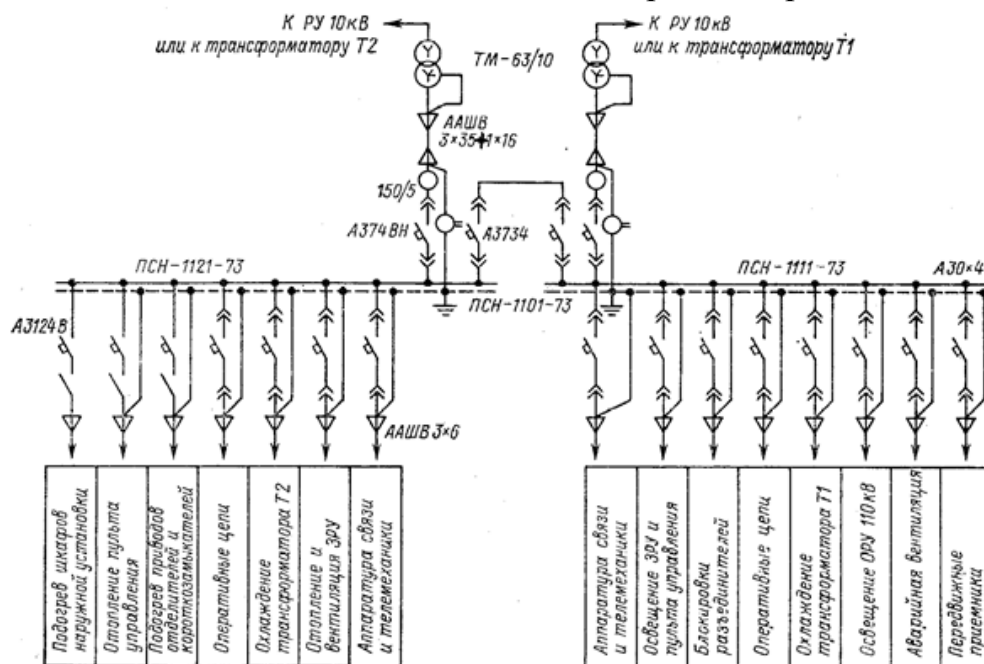 К РУ 10кВ
или к трансформатору Т2
К РУ 10кВ
или к трансформатору Т1
ТМ-63/10
ААШВ
3×35+1×16
150/5
А374ВН
А3734
ПСН-1121-73
ПСН-1111-73
А30×4
ПСН-1101-73
А3124В
ААШВ 3×6
Подогрев шкафов
наружной установки
Отопление пульта
управления
Подогрев приводов
отделителей и
короткозамыкателей
Оперативные цепи
Охлаждение
трансформатора Т2
Отопление и
вентиляция ЗРУ
Аппаратура связи
и телемеханики
Аппаратура связи
и телемеханики
Освещение ЗРУ и
пульта управления
Блокировки
разъединителей
Оперативные цепи
Охлаждение
трансформатора Т1
Освещение ОРУ 110кВ
Аварийная вентиляция
Передвижные
приемники